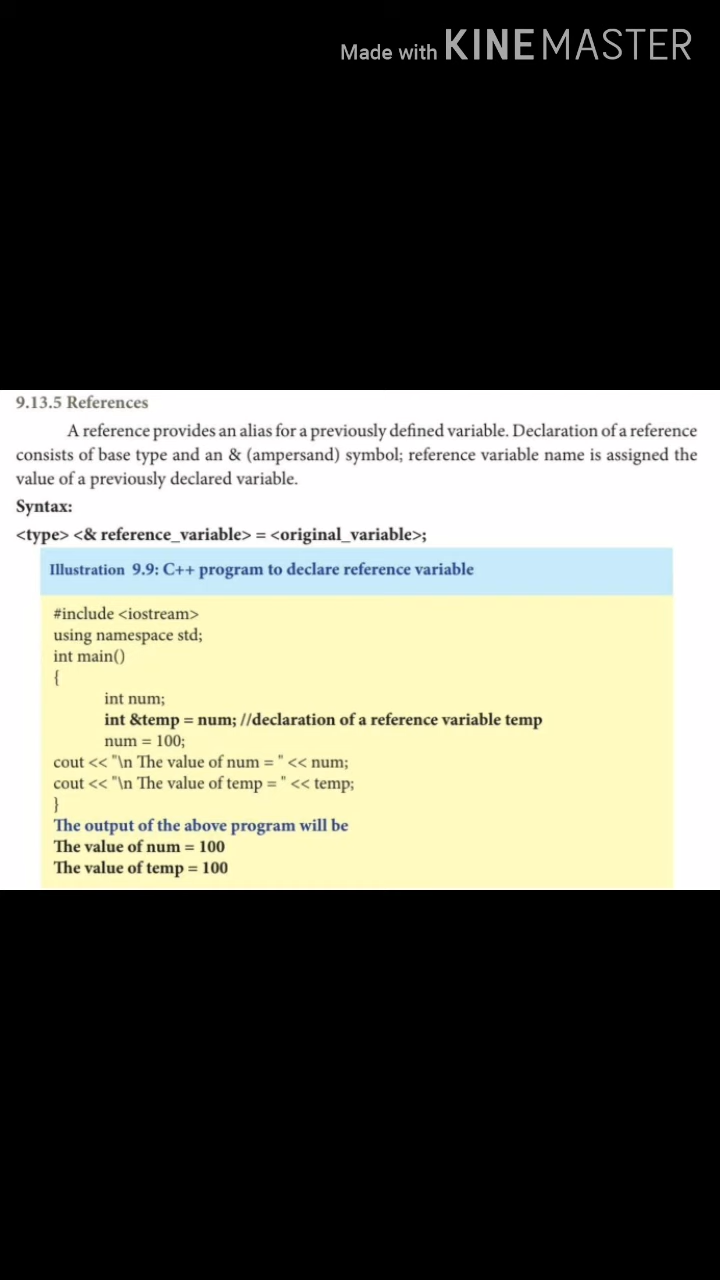 Made with KINEMASTER
9.13.5 References
A reference provides an alias for a previously defined variable. Declaration of a reference
consists of base type and an & (ampersand) symbol; reference variable name is assigned the
value of a previously declared variable.
Syntax:
<type> <& reference_variable> = <original_variable>;
Illustration 9.9: C++ program to declare reference variable
#include <iostream>
using namespace std;
int main()
{
int num;
int &temp = num; //declaration of a reference variable temp
num = 100;
cout << "\n The value of num = " << num;
cout << "\n The value of temp = " << temp;
}
The output of the above program will be
The value of num = 100
The value of temp = 100